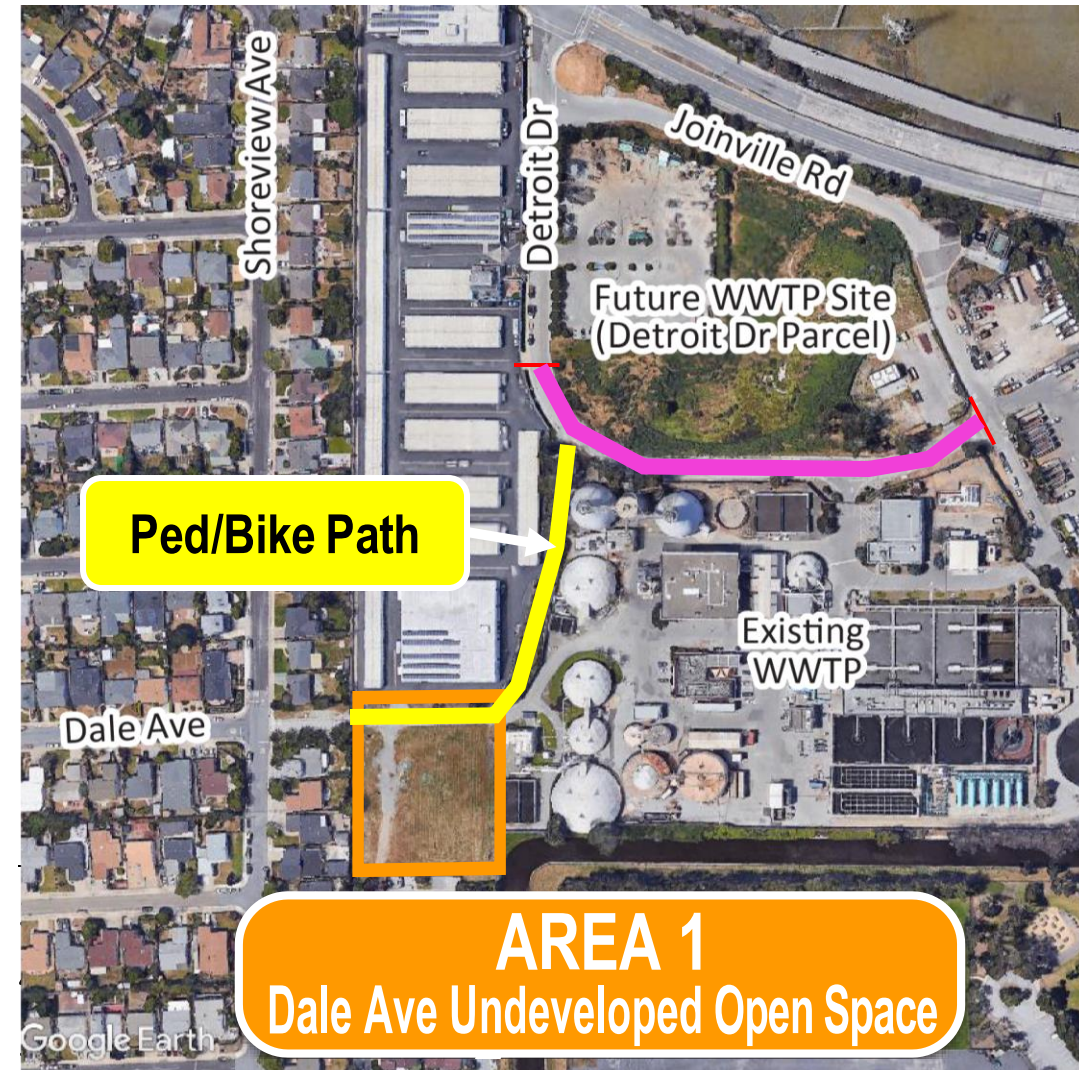 Shoreview Ave
Detroit Dr
Joinville Rd
Future WWTP Site
(Detroit Dr Parcel)
Ped/Bike Path
Existing
WWTP
Dale Ave
AREA 1
Dale Ave Undeveloped Open Space
Google Earth